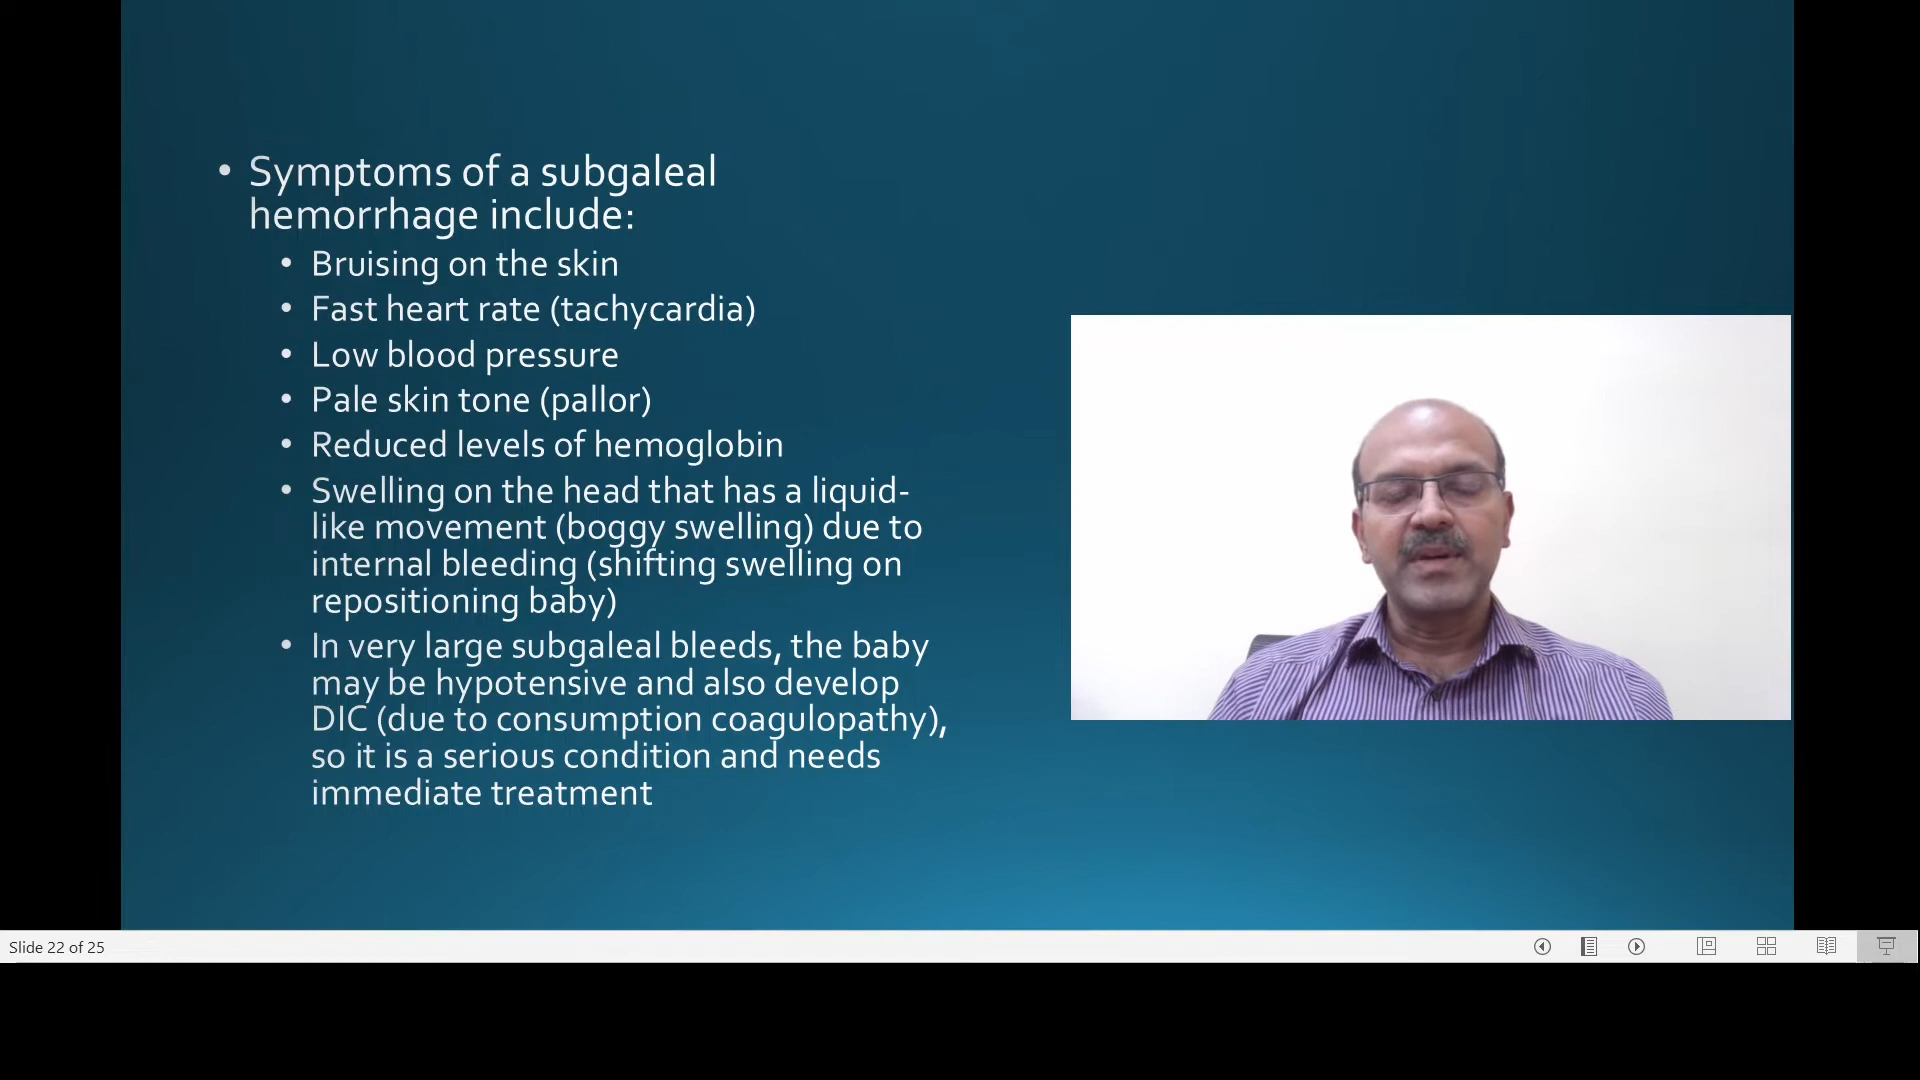 • Symptoms of a subgaleal
hemorrhage include:
• Bruising on the skin
• Fast heart rate (tachycardia)
• Low blood pressure
• Pale skin tone (pallor)
• Reduced levels of hemoglobin
• Swelling on the head that has a liquid-
like movement (boggy swelling) due to
internal bleeding (shifting swelling on
repositioning baby)
• In very large subgaleal bleeds, the baby
may be hypotensive and also develop
DIC (due to consumption coagulopathy),
so it is a serious condition and needs
immediate treatment
Slide 22 of 25